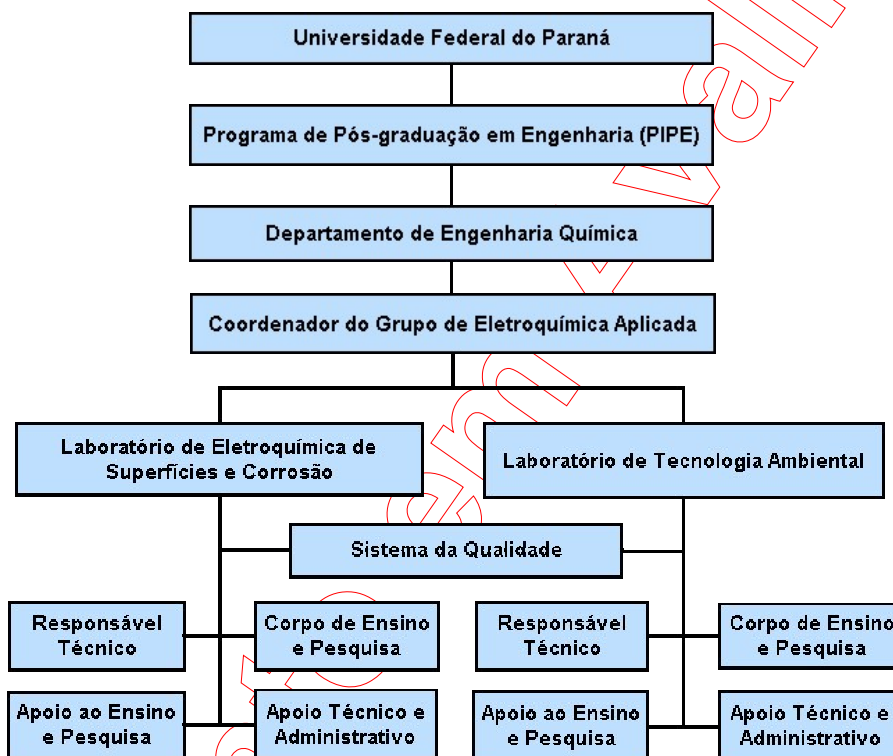 Universidade Federal do Paraná
Programa de Pós-graduação em Engenharia (PIPE)
Departamento de Engenharia Química
Coordenador do Grupo de Eletroquímica Aplicada
Laboratório de Eletroquímica de
Superfícies e Corrosão
Laboratório de Tecnologia Ambiental
Sistema da Qualidade
Responsável
Técnico
Corpo de Ensino
e Pesquisa
Responsável
Técnico
Corpo de Ensino
e Pesquisa
Apoio ao Ensino
e Pesquisa
Apoio Técnico e
Administrativo
Apoio ao Ensino
e Pesquisa
Apoio Técnico e
Administrativo